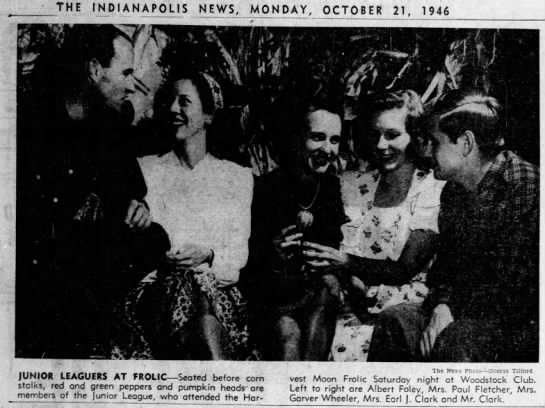 THE INDIANAPOLIS NEWS, MONDAY, OCTOBER 21, 1946
The News Photo—George Tilford
JUNIOR LEAGUERS AT FROLIC—Seated before corn
stalks, red and green peppers and pumpkin heads are
members of the Junior League, who attended the Har-
vest Moon Frolic Saturday night at Woodstock Club.
Left to right are Albert Foley, Mrs. Paul Fletcher, Mrs.
Garver Wheeler, Mrs. Earl J. Clark and Mr. Clark.